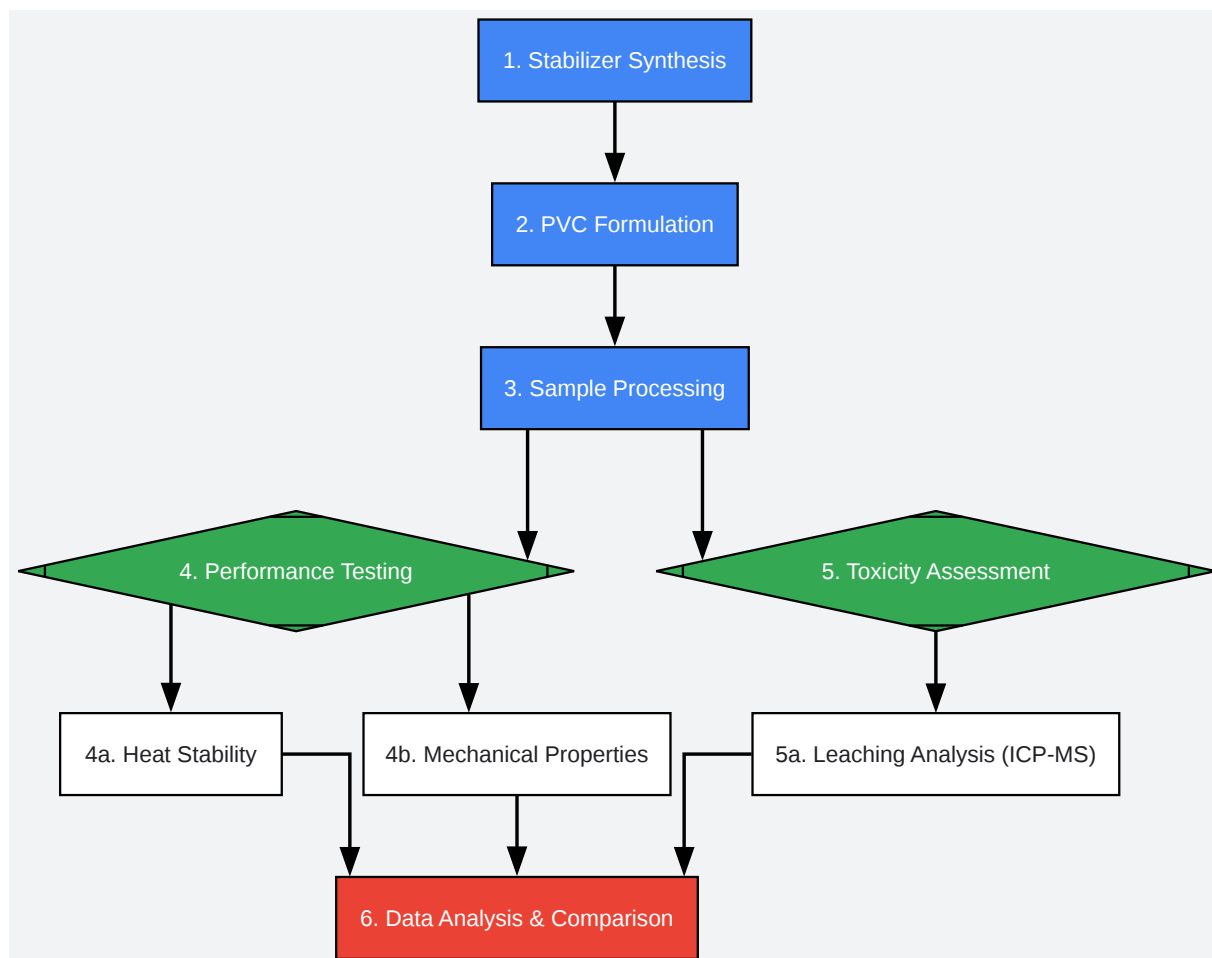 1. Stabilizer Synthesis
2. PVC Formulation
3. Sample Processing
4. Performance Testing
5. Toxicity Assessment
4a. Heat Stability
4b. Mechanical Properties
5a. Leaching Analysis (ICP-MS)
6. Data Analysis & Comparison